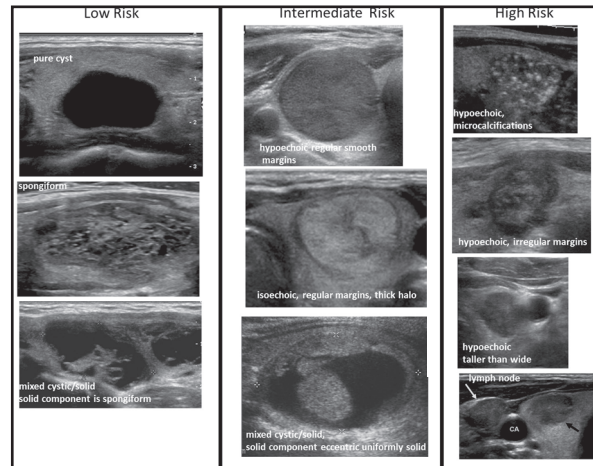 Low Risk
pure cyst
spongiform
mixed cystic/solid
solid component is spongiform
Intermediate Risk
hypoechoic regular smooth
margins
isoechoic, regular margins, thick halo
mixed cystic/solid,
solid component eccentric uniformly solid
High Risk
hypoechoic,
microcalcifications
hypoechoic, irregular margins
hypoechoic
taller than wide
lymph node
CA